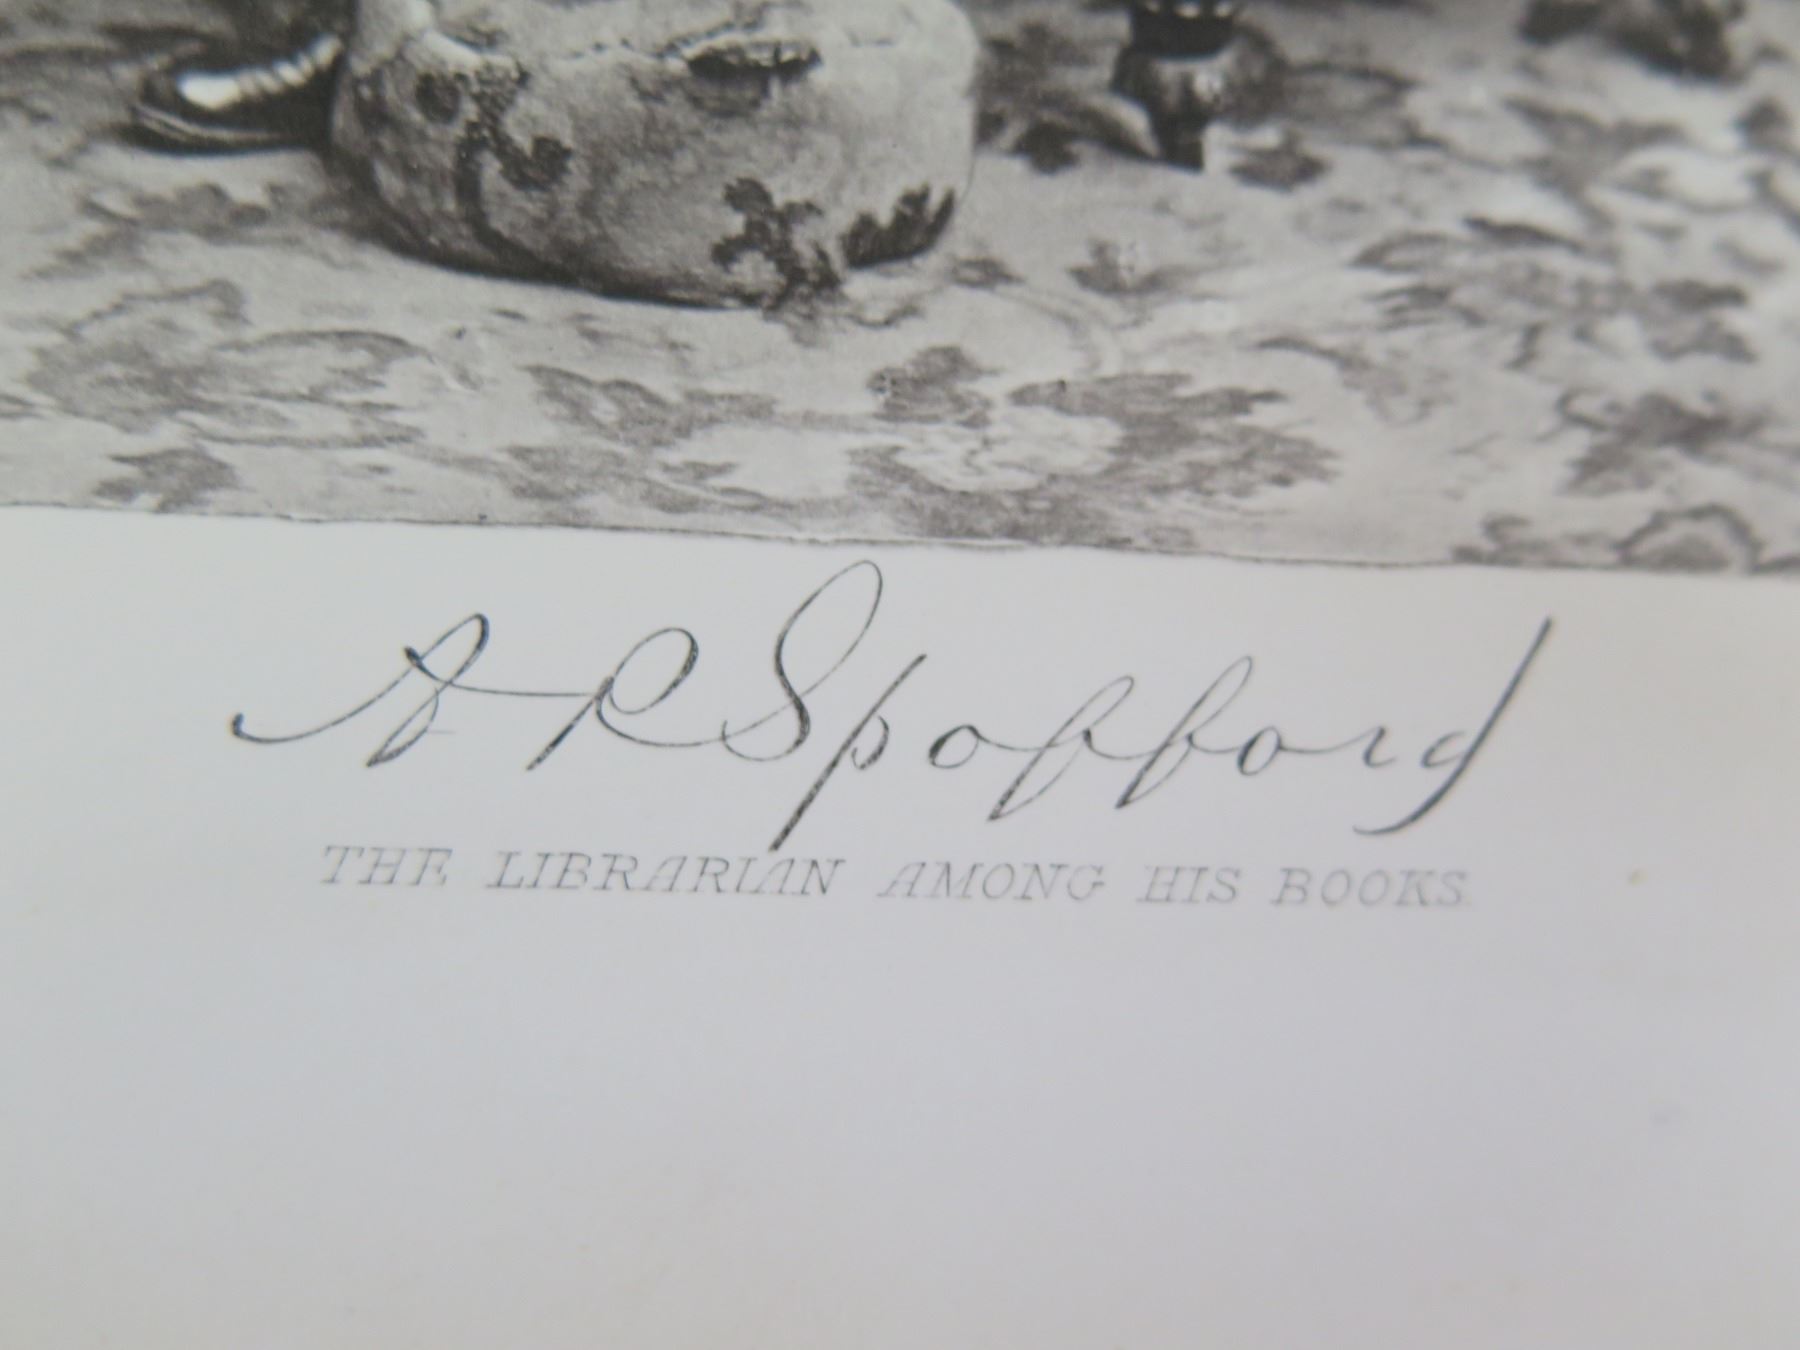 A R Spofford
THE LIBRARIAN AMONG HIS BOOKS.